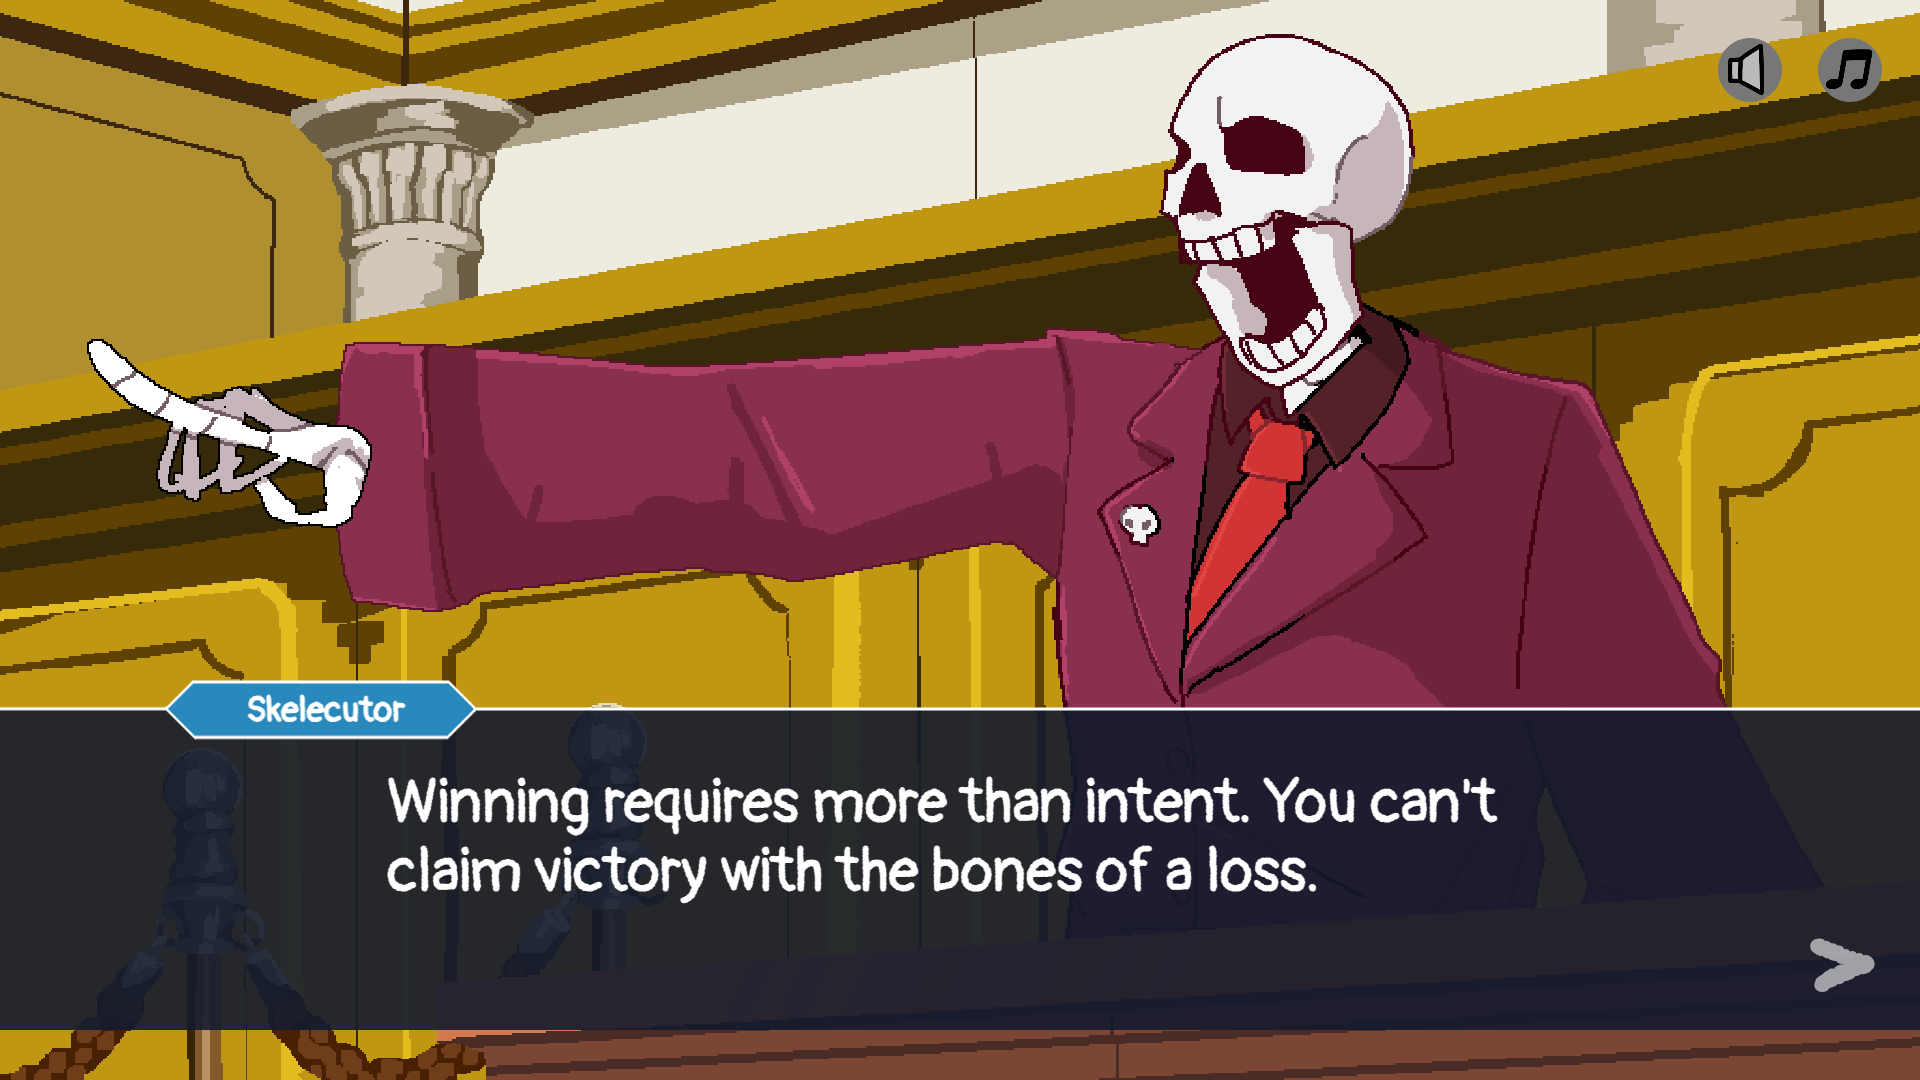 Skelecutor
Winning requires more than intent. You can't
claim victory with the bones of a loss.